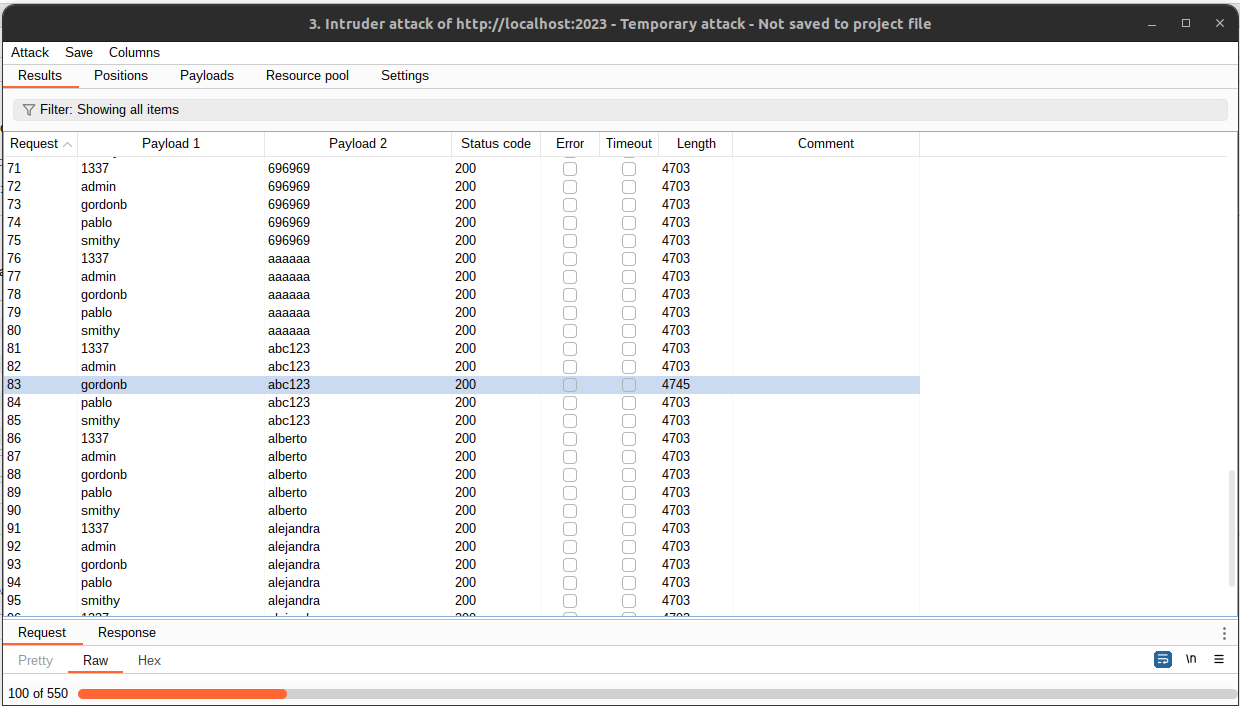 3. Intruder attack of http://localhost:2023 - Temporary attack - Not saved to project file
Attack Save Columns
Results Positions Payloads Resource pool Settings
Filter: Showing all items
Request Payload 1 Payload 2 Status code Error Timeout Length Comment
71 1337 696969 200 4703
72 admin 696969 200 4703
73 gordonb 696969 200 4703
74 pablo 696969 200 4703
75 smithy 696969 200 4703
76 1337 aaaaaa 200 4703
77 admin aaaaaa 200 4703
78 gordonb aaaaaa 200 4703
79 pablo aaaaaa 200 4703
80 smithy aaaaaa 200 4703
81 1337 abc123 200 4703
82 admin abc123 200 4703
83 gordonb abc123 200 4745
84 pablo abc123 200 4703
85 smithy abc123 200 4703
86 1337 alberto 200 4703
87 admin alberto 200 4703
88 gordonb alberto 200 4703
89 pablo alberto 200 4703
90 smithy alberto 200 4703
91 1337 alejandra 200 4703
92 admin alejandra 200 4703
93 gordonb alejandra 200 4703
94 pablo alejandra 200 4703
95 smithy alejandra 200 4703
Request Response
Pretty Raw Hex \n
100 of 550